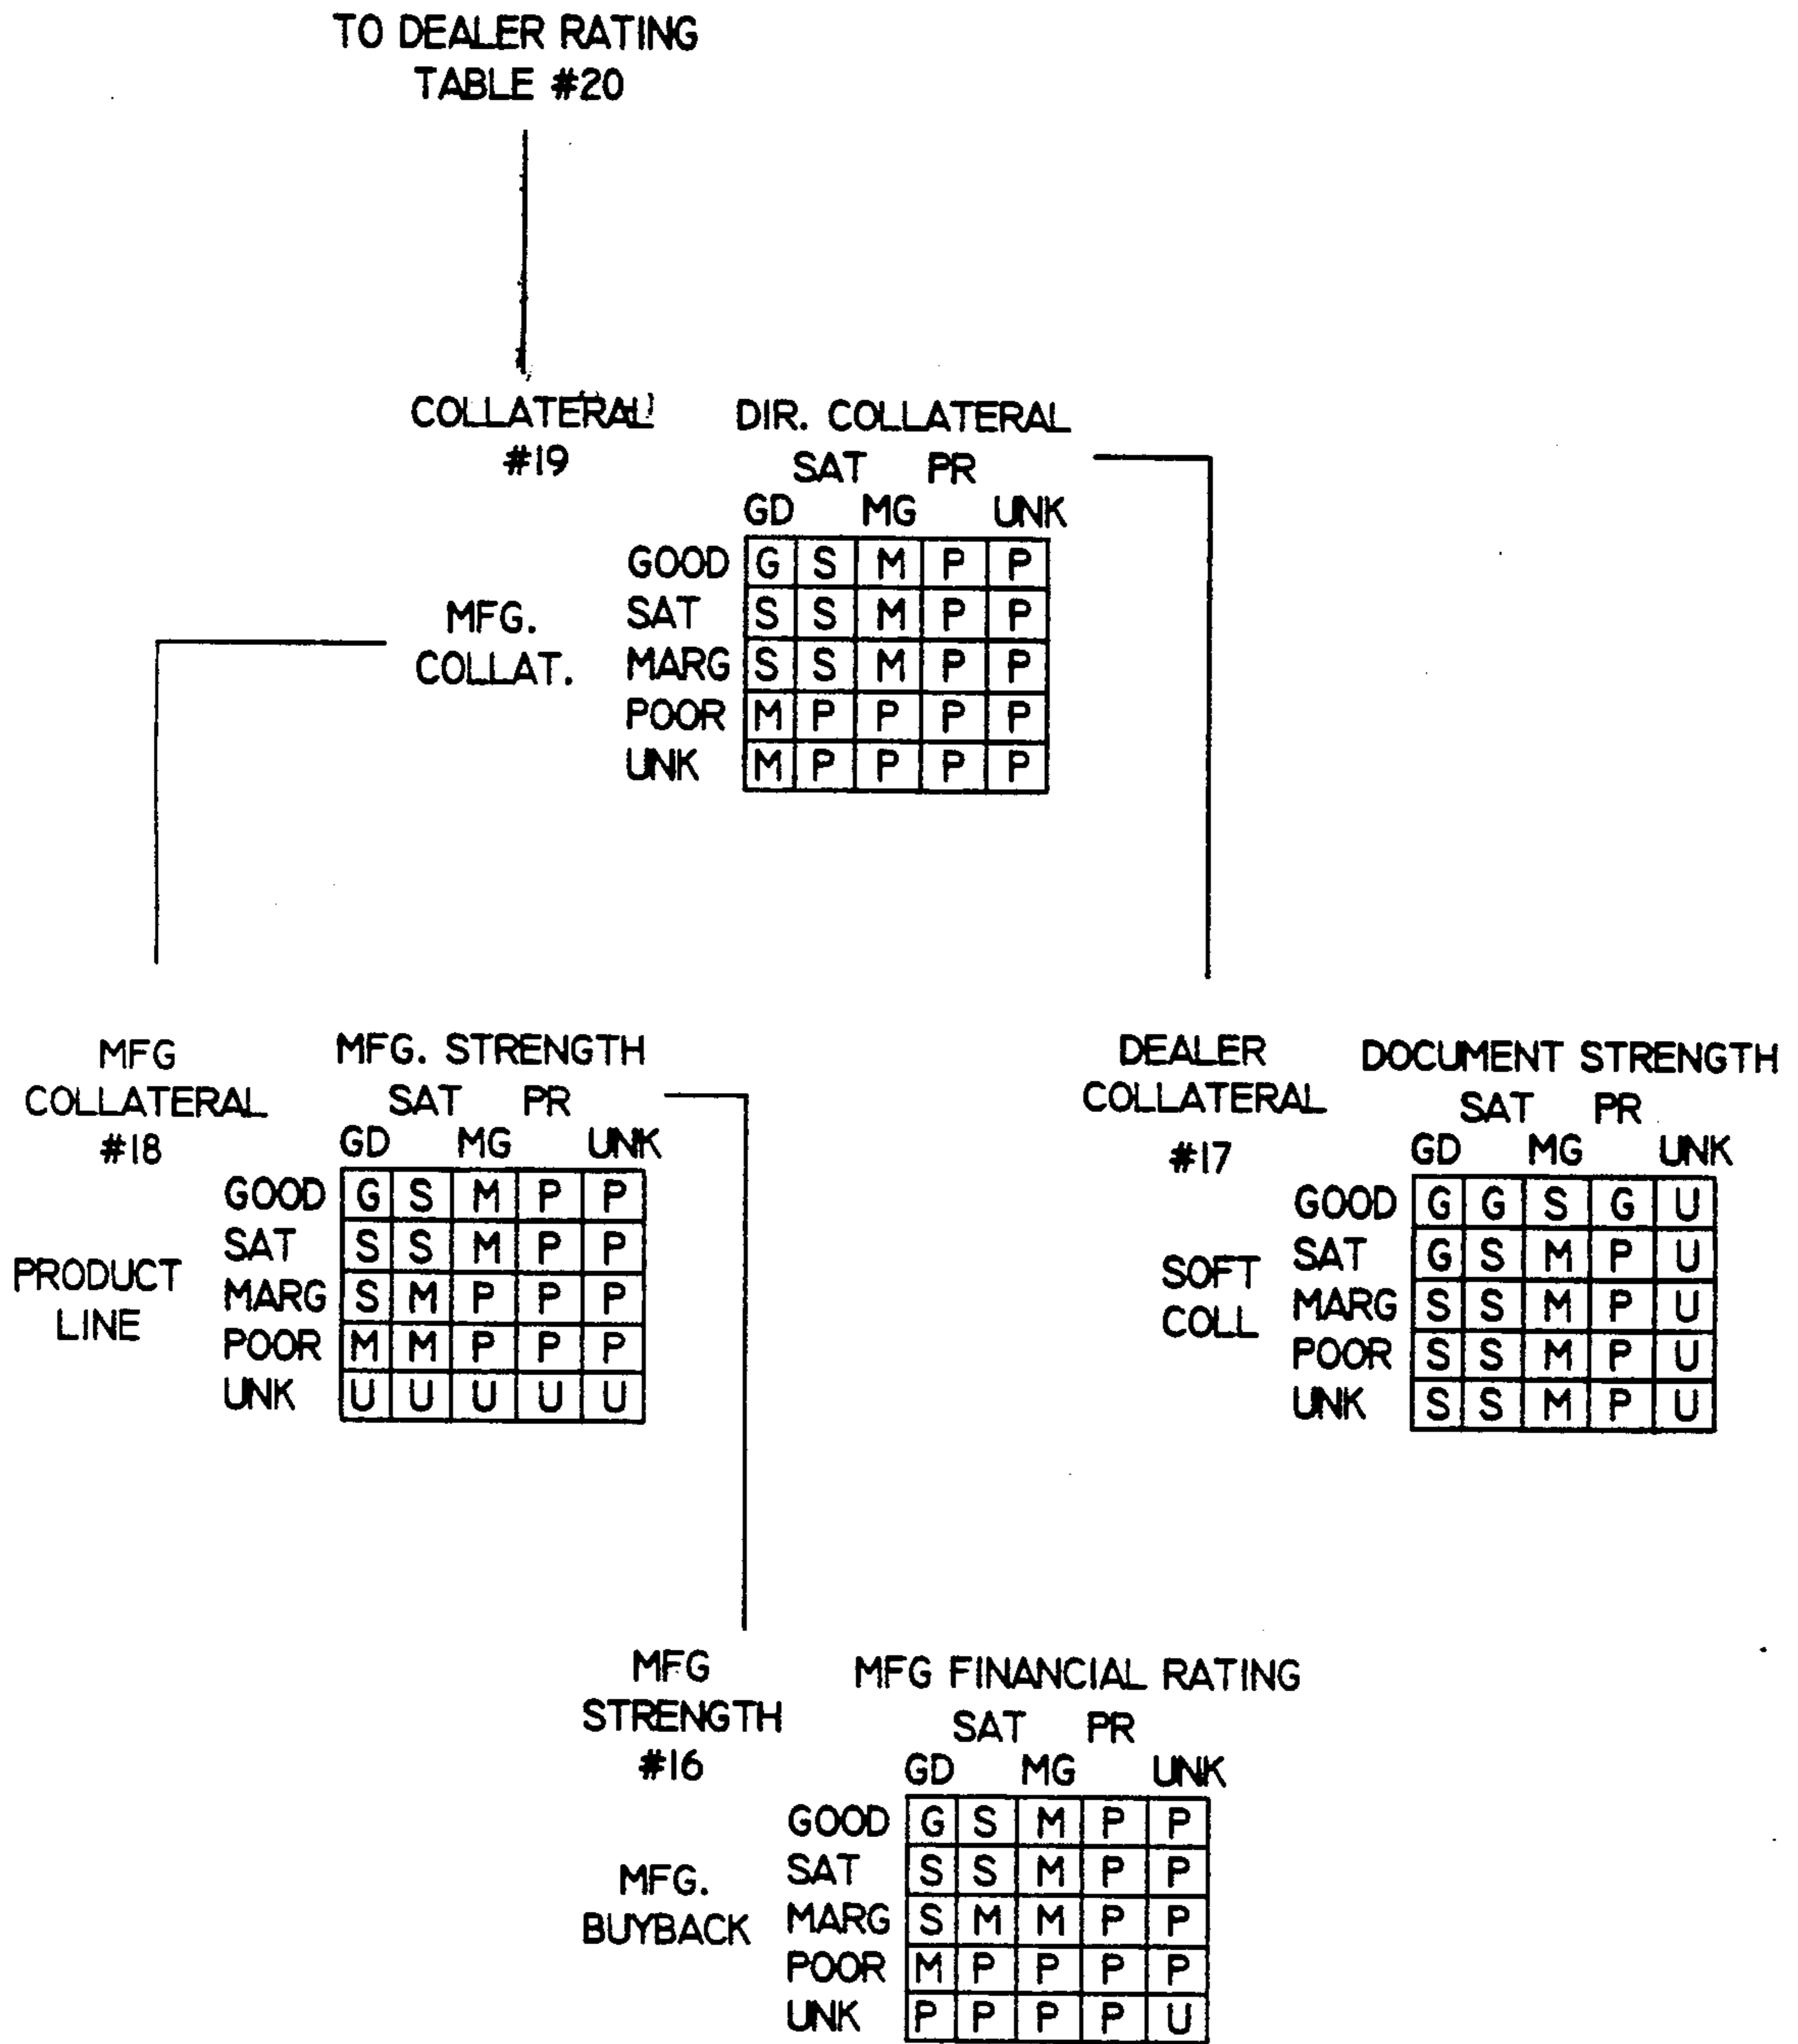 TO DEALER RATING
TABLE #20
COLLATERAL
#19
DIR. COLLATERAL
SAT PR
GD MG UNK
MFG.
COLLAT.
GOOD G S M P P
SAT S S M P P
MARG S S M P P
POOR M P P P P
UNK M P P P P
MFG
COLLATERAL
#18
MFG. STRENGTH
SAT PR
GD MG UNK
PRODUCT
LINE
GOOD G S M P P
SAT S S M P P
MARG S M P P P
POOR M M P P P
UNK U U U U U
DEALER
COLLATERAL
#17
DOCUMENT STRENGTH
SAT PR
GD MG UNK
SOFT
COLL
GOOD G G S G U
SAT G S M P U
MARG S S M P U
POOR S S M P U
UNK S S M P U
MFG
STRENGTH
#16
MFG FINANCIAL RATING
SAT PR
GD MG UNK
MFG.
BUYBACK
GOOD G S M P P
SAT S S M P P
MARG S M M P P
POOR M P P P P
UNK P P P P U